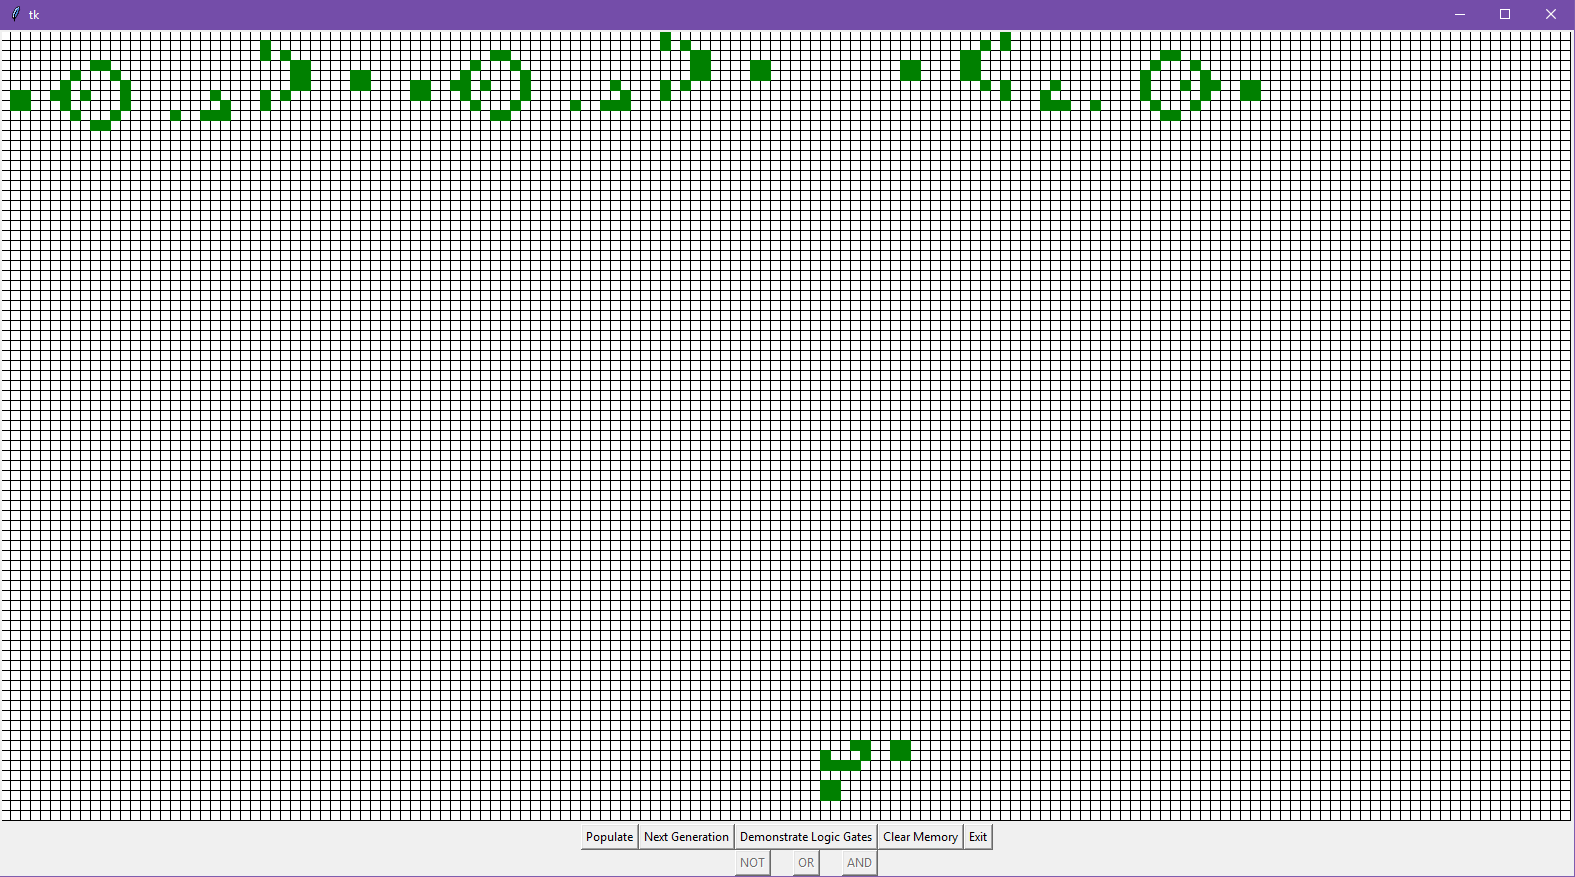 tk
Populate Next Generation Demonstrate Logic Gates Clear Memory Exit
NOT OR AND